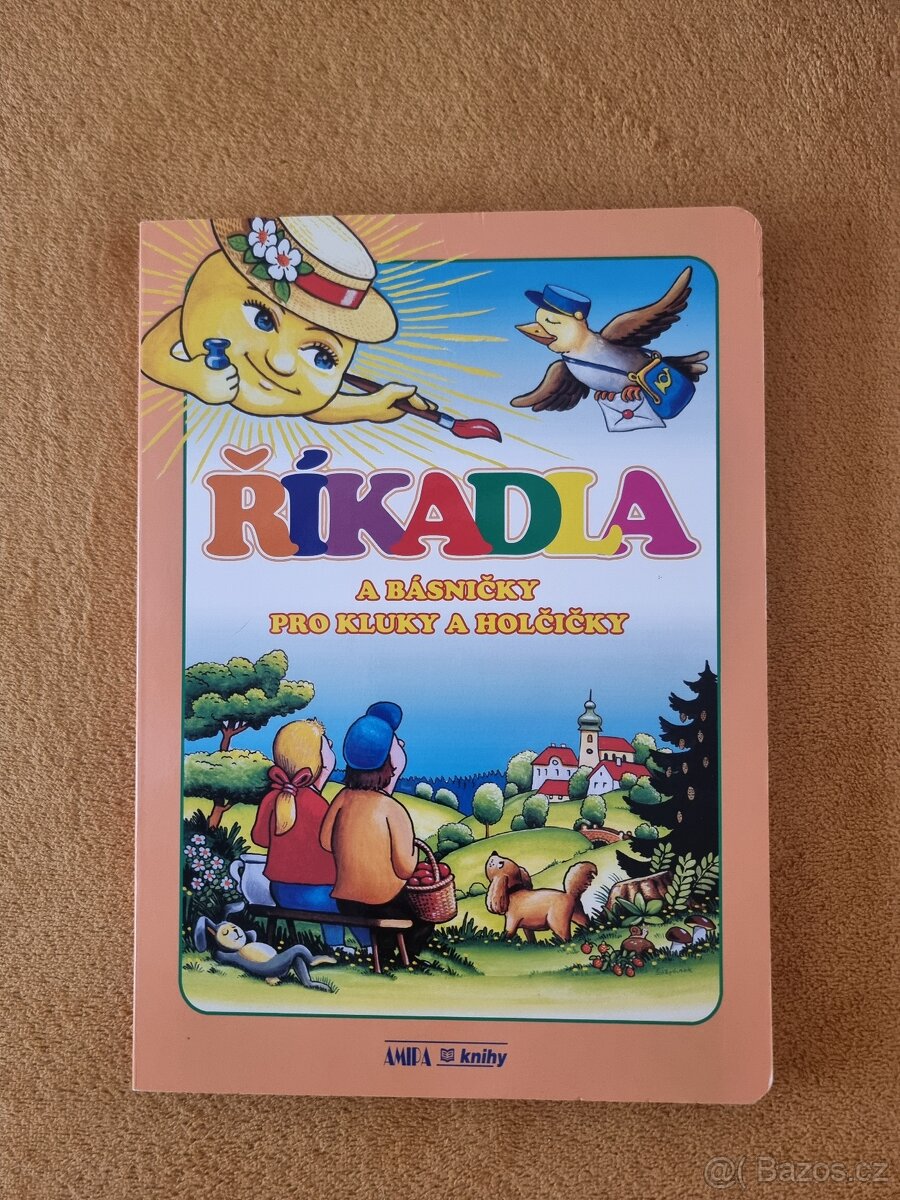 ŘÍKADLA
A BÁSNIČKY
PRO KLUKY A HOLČIČKY
AMIPA knihy
@( Bazos.cz